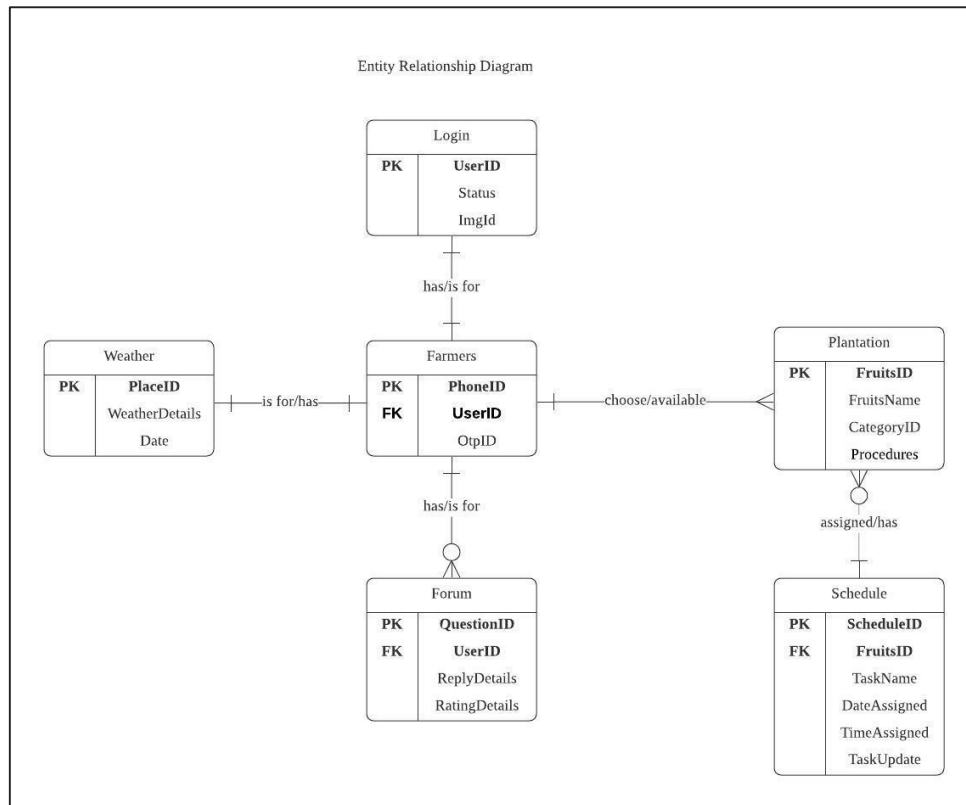 Entity Relationship Diagram
Login
PK UserID
Status
ImgId
has/is for
Weather
PK PlaceID
WeatherDetails
Date
is for/has
Farmers
PK PhoneID
FK UserID
OtpID
choose/available
Plantation
PK FruitsID
FruitsName
CategoryID
Procedures
has/is for
assigned/has
Forum
PK QuestionID
FK UserID
ReplyDetails
RatingDetails
Schedule
PK ScheduleID
FK FruitsID
TaskName
DateAssigned
TimeAssigned
TaskUpdate